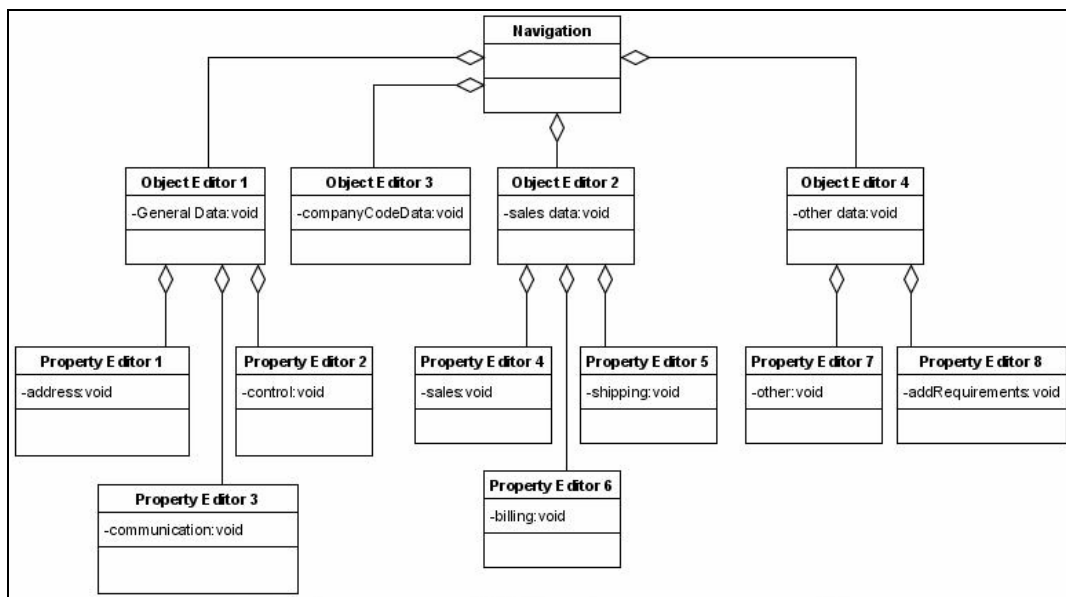 Navigation
Object Editor 1
-General Data:void
Object Editor 3
-companyCodeData:void
Object Editor 2
-sales data:void
Object Editor 4
-other data:void
Property Editor 1
-address:void
Property Editor 2
-control:void
Property Editor 4
-sales:void
Property Editor 5
-shipping:void
Property Editor 7
-other:void
Property Editor 8
-addRequirements:void
Property Editor 3
-communication:void
Property Editor 6
-billing:void